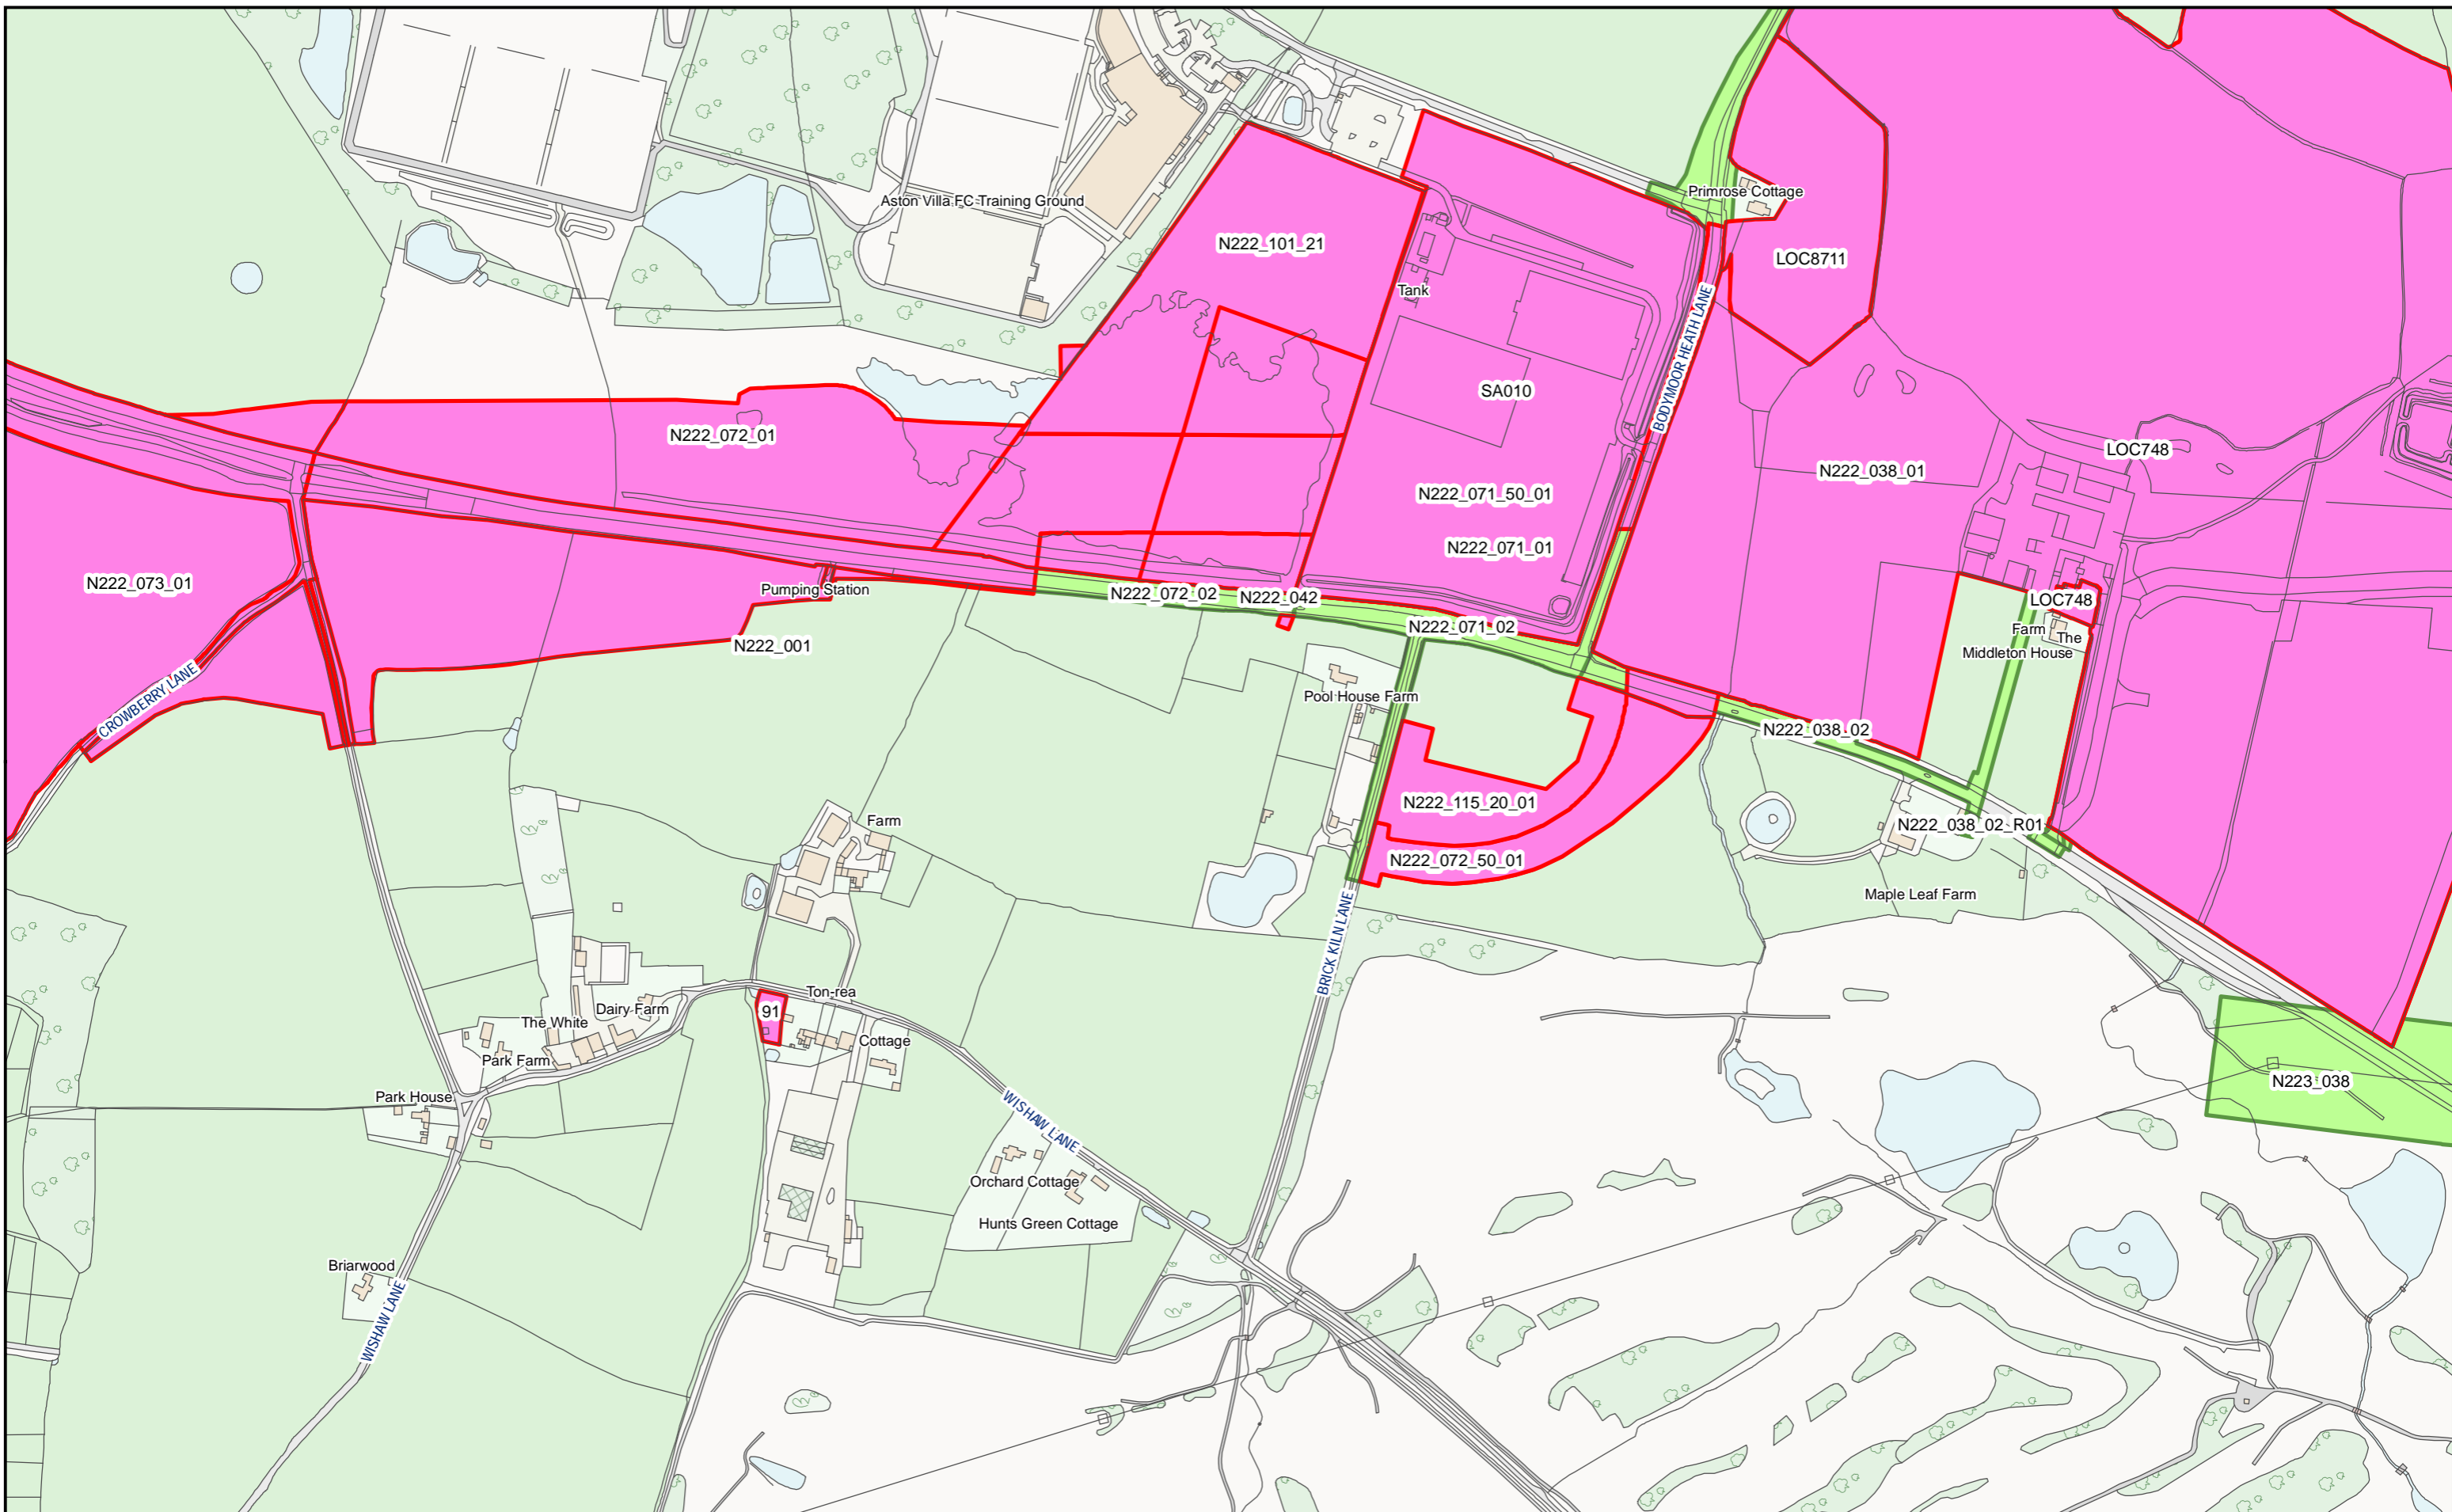 Aston Villa FC Training Ground
Primrose Cottage
N222_101_21
LOC8711
Tank
BODYMOOR HEATH LANE
SA010
N222_072_01
LOC748
N222_038_01
N222_071_50_01
N222_071_01
N222_073_01
Pumping Station
N222_072_02
N222_042
LOC748
N222_071_02
Farm
The
Middleton House
N222_001
CROWBERRY LANE
Pool House Farm
N222_038_02
N222_115_20_01
Farm
N222_038_02_R01
N222_072_50_01
Maple Leaf Farm
BRICK KILN LANE
Ton-rea
91
Dairy Farm
The White
Cottage
Park Farm
N223_038
Park House
WISHAW LANE
Orchard Cottage
Hunts Green Cottage
Briarwood
WISHAW LANE